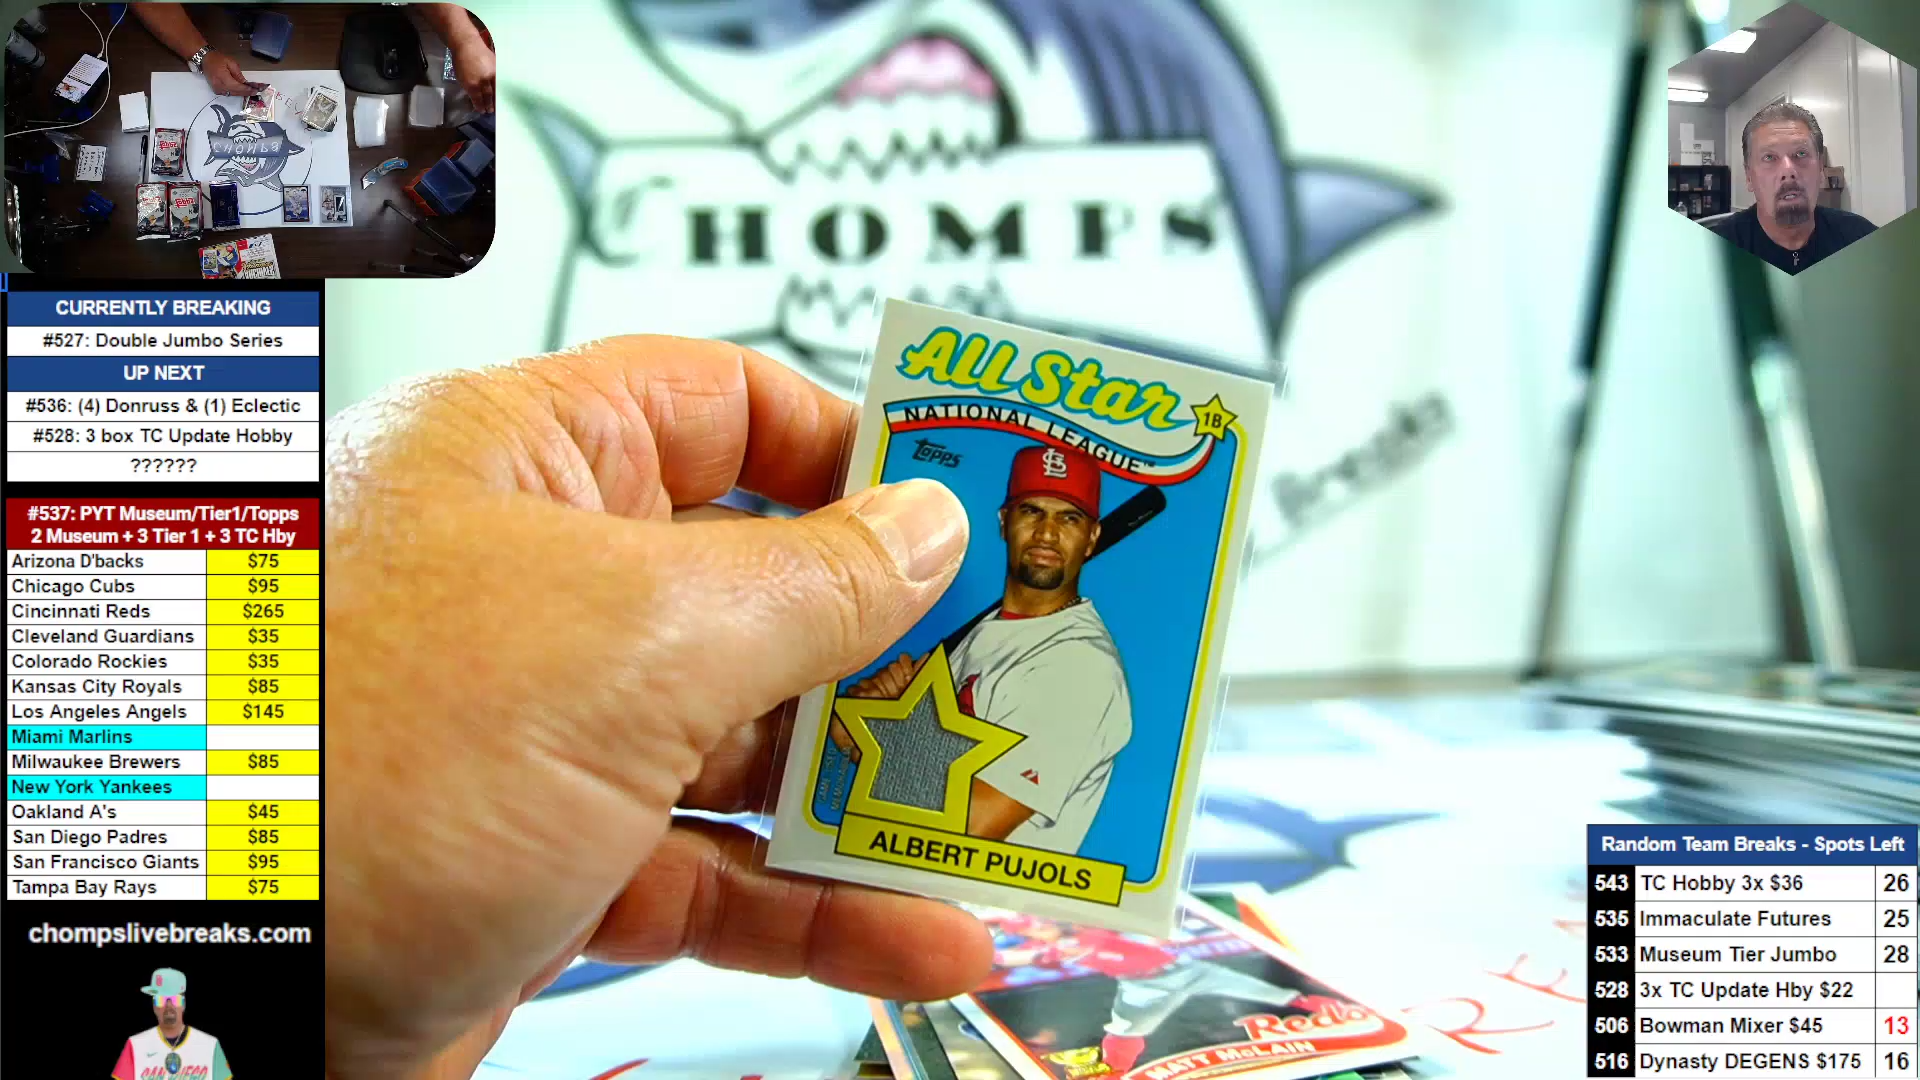 CURRENTLY BREAKING
#527: Double Jumbo Series
UP NEXT
#536: (4) Donruss & (1) Eclectic
#528: 3 box TC Update Hobby
??????
#537: PYT Museum/Tier1/Topps
2 Museum + 3 Tier 1 + 3 TC Hby
Arizona D'backs $75
Chicago Cubs $95
Cincinnati Reds $265
Cleveland Guardians $35
Colorado Rockies $35
Kansas City Royals $85
Los Angeles Angels $145
Miami Marlins
Milwaukee Brewers $85
New York Yankees
Oakland A's $45
San Diego Padres $85
San Francisco Giants $95
Tampa Bay Rays $75
chompslivebreaks.com
CHOMPS
CHOMPS
Breaks
All Star
1B
NATIONAL LEAGUE™
Topps
ALBERT PUJOLS
Reds
MATT McLAIN
Random Team Breaks - Spots Left
543 TC Hobby 3x $36 26
535 Immaculate Futures 25
533 Museum Tier Jumbo 28
528 3x TC Update Hby $22
506 Bowman Mixer $45 13
516 Dynasty DEGENS $175 16